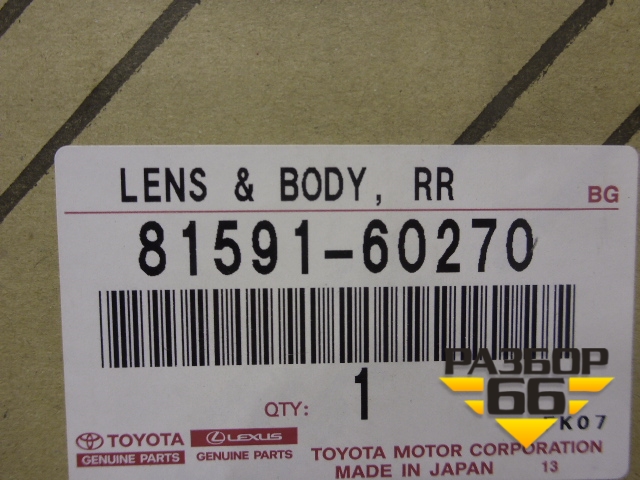 LENS & BODY, RR
BG
81591-60270
РАЗБОР
66
QTY: 1
K07
TOYOTA
GENUINE PARTS
LEXUS
GENUINE PARTS
TOYOTA MOTOR CORPORATION
MADE IN JAPAN 13